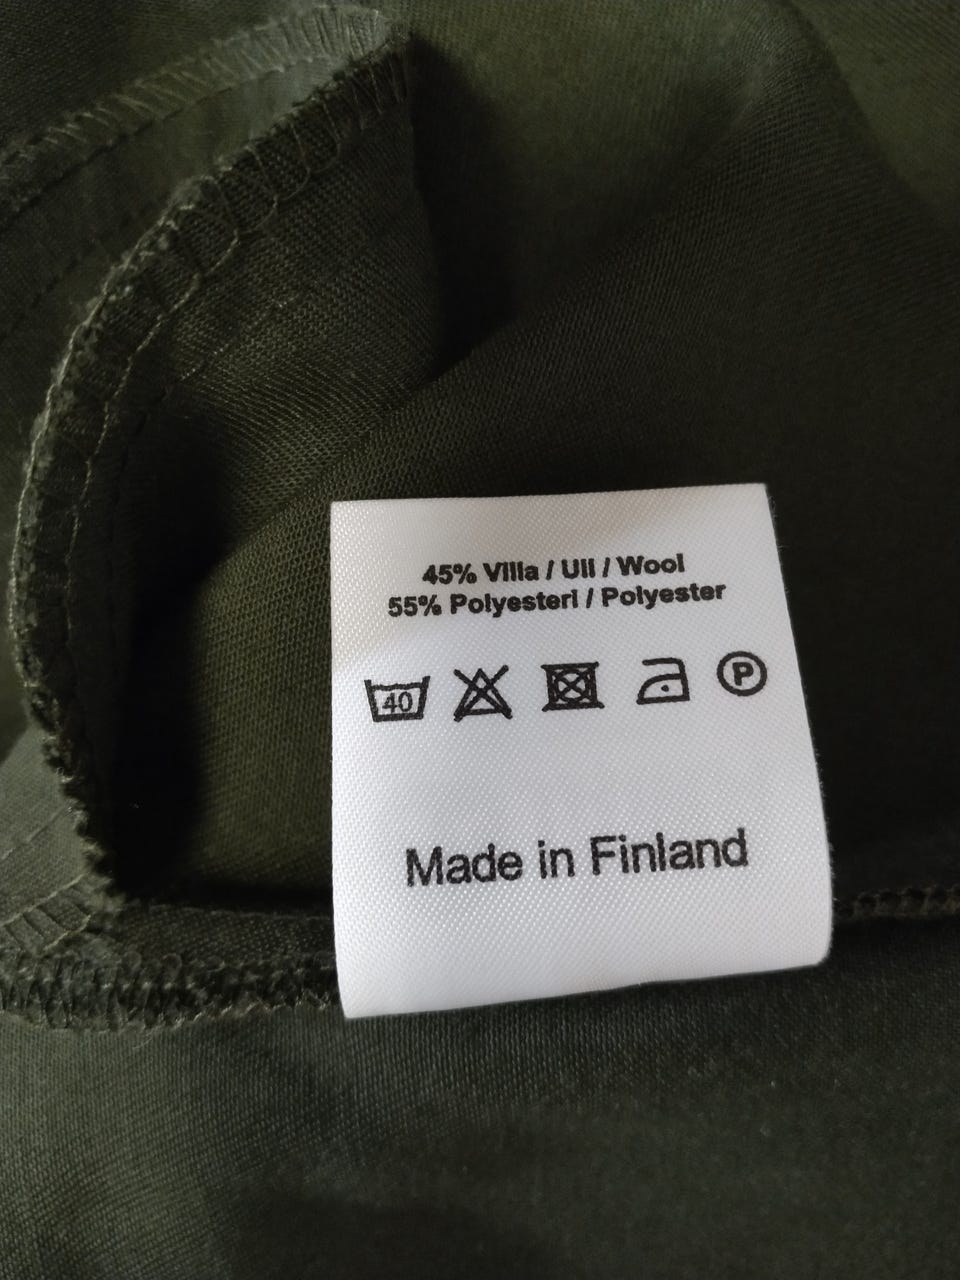 45% Villa / Ull / Wool
55% Polyesteri / Polyester
40 P
Made in Finland